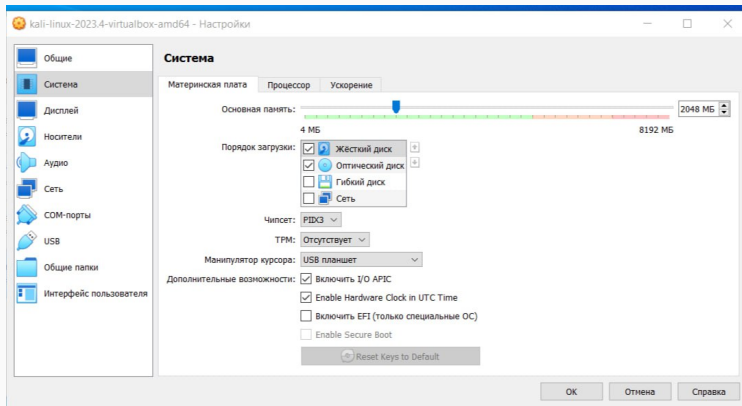 kali-linux-2023.4-virtualbox-amd64 - Настройки
Общие
Система
Дисплей
Носители
Аудио
Сеть
COM-порты
USB
Общие папки
Интерфейс пользователя
Система
Материнская плата Процессор Ускорение
Основная память: 2048 МБ
4 МБ 8192 МБ
Порядок загрузки: Жёсткий диск
Оптический диск
Гибкий диск
Сеть
Чипсет: PIIX3
TPM: Отсутствует
Манипулятор курсора: USB планшет
Дополнительные возможности: Включить I/O APIC
Enable Hardware Clock in UTC Time
Включить EFI (только специальные ОС)
Enable Secure Boot
Reset Keys to Default
OK Отмена Справка